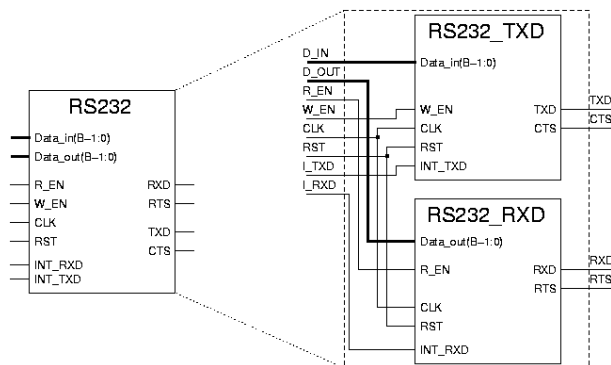 RS232
Data_in(B-1:0)
Data_out(B-1:0)
R_EN
W_EN
CLK
RST
INT_RXD
INT_TXD
RXD
RTS
TXD
CTS
D_IN
D_OUT
R_EN
W_EN
CLK
RST
I_TXD
I_RXD
RS232_TXD
Data_in(B-1:0)
W_EN
CLK
RST
INT_TXD
TXD
CTS
TXD
CTS
RS232_RXD
Data_out(B-1:0)
R_EN
CLK
RST
INT_RXD
RXD
RTS
RXD
RTS